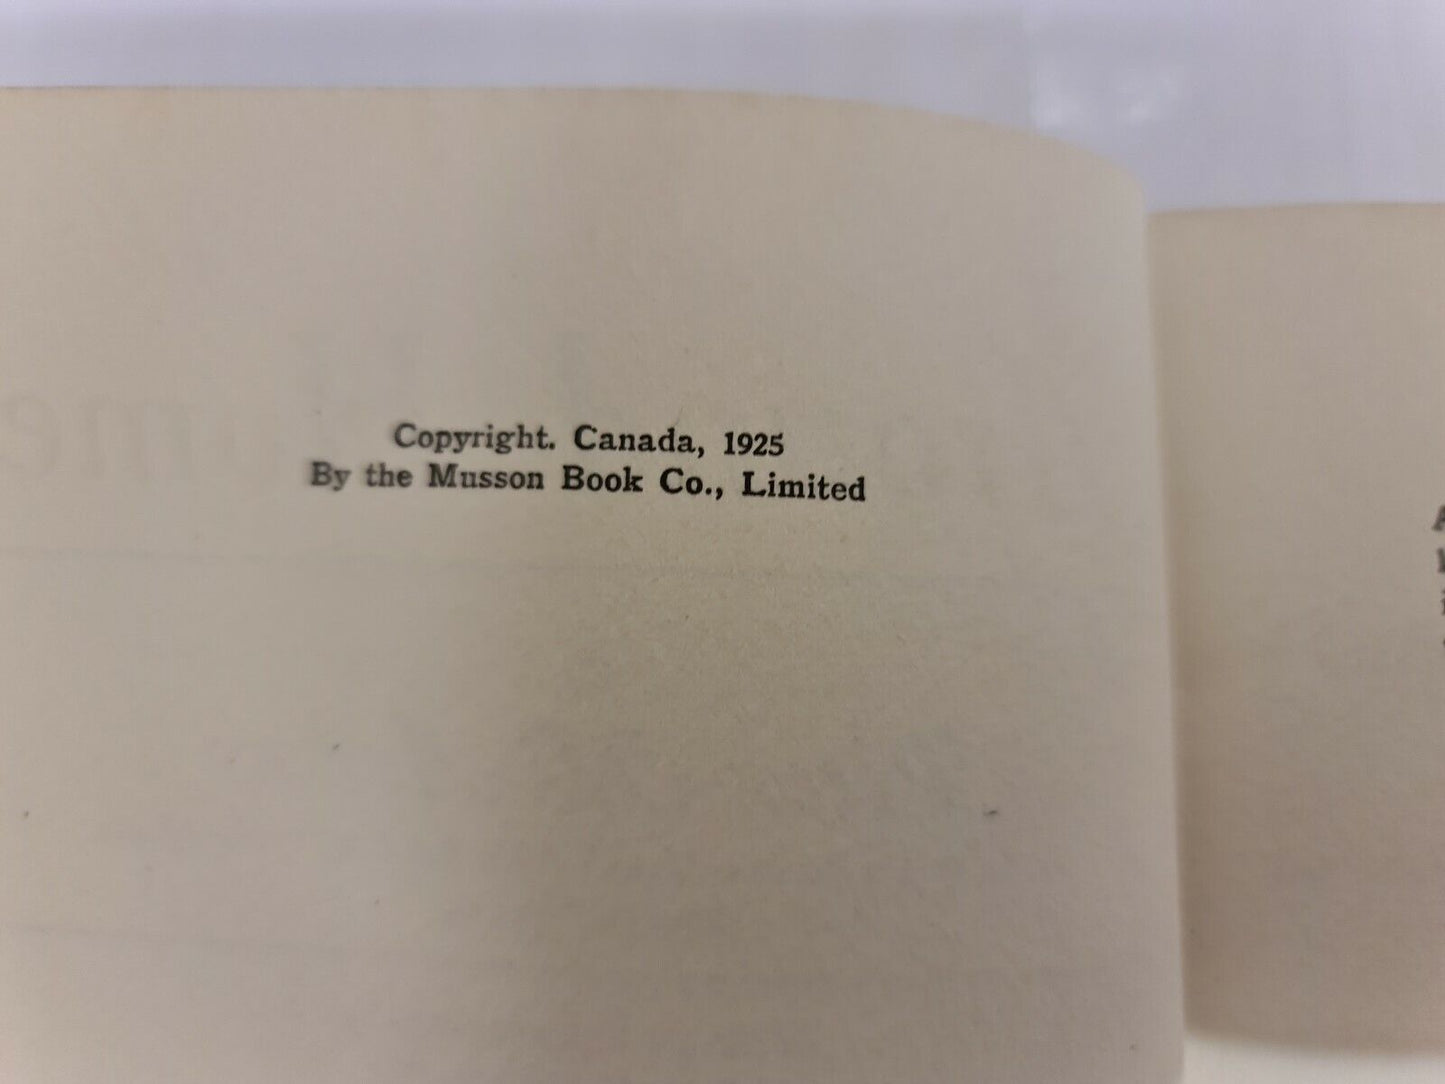 Copyright. Canada, 1925
By the Musson Book Co., Limited